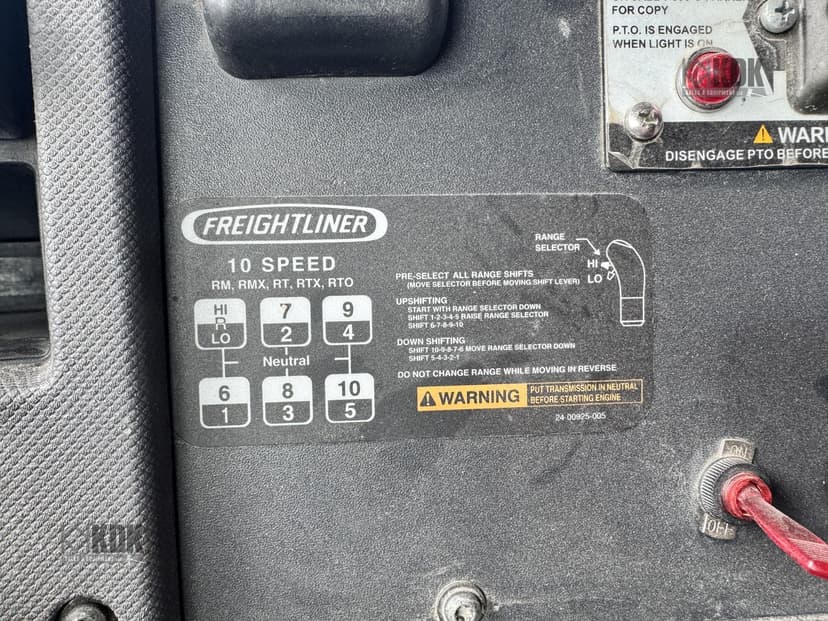 FOR COPY
P.T.O. IS ENGAGED
WHEN LIGHT IS ON
KDK
WARN
DISENGAGE PTO BEFORE
FREIGHTLINER
10 SPEED
RM, RMX, RT, RTX, RTO
HI
R
LO
7
2
9
4
Neutral
6
1
8
3
10
5
RANGE
SELECTOR
HI
LO
PRE-SELECT ALL RANGE SHIFTS
(MOVE SELECTOR BEFORE MOVING SHIFT LEVER)
UPSHIFTING
START WITH RANGE SELECTOR DOWN
SHIFT 1-2-3-4-5 RAISE RANGE SELECTOR
SHIFT 6-7-8-9-10
DOWN SHIFTING
SHIFT 10-9-8-7-6 MOVE RANGE SELECTOR DOWN
SHIFT 5-4-3-2-1
DO NOT CHANGE RANGE WHILE MOVING IN REVERSE
WARNING
PUT TRANSMISSION IN NEUTRAL
BEFORE STARTING ENGINE
24-00925-005
ON
OFF
KDK